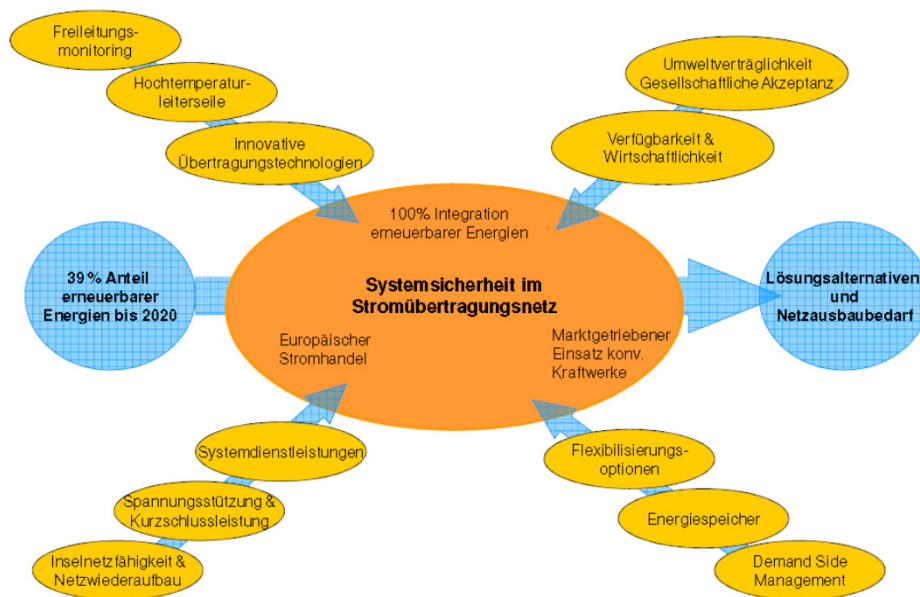 Freileitungs-
monitoring
Hochtemperatur-
leiterseile
Innovative
Übertragungstechnologien
Umweltverträglichkeit
Gesellschaftliche Akzeptanz
Verfügbarkeit &
Wirtschaftlichkeit
100% Integration
erneuerbarer Energien
39 % Anteil
erneuerbarer
Energien bis 2020
Systemsicherheit im
Stromübertragungsnetz
Lösungsalternativen
und
Netzausbaubedarf
Europäischer
Stromhandel
Marktgetriebener
Einsatz konv.
Kraftwerke
Systemdienstleistungen
Spannungsstützung &
Kurzschlussleistung
Inselnetzfähigkeit &
Netzwiederaufbau
Flexibilisierungs-
optionen
Energiespeicher
Demand Side
Management